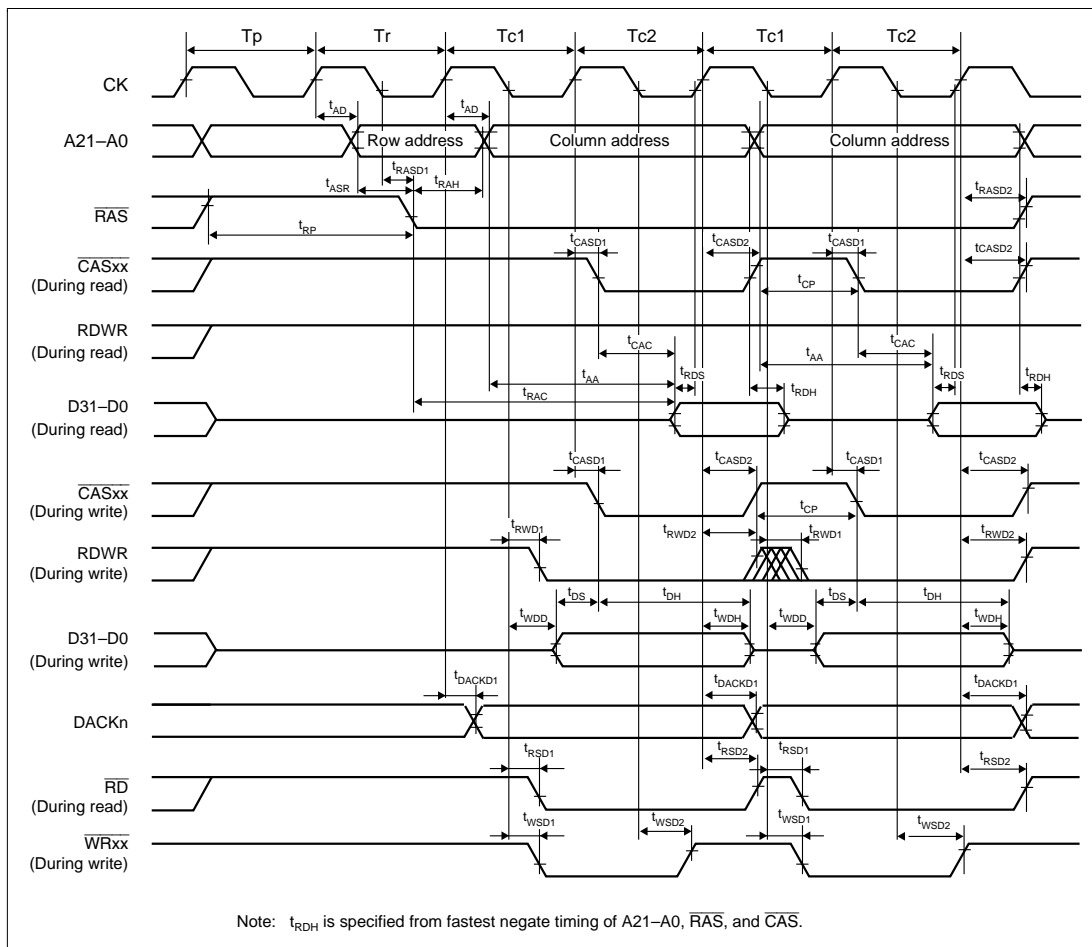 Tp Tr Tc1 Tc2 Tc1 Tc2
CK
tAD tAD
A21–A0 Row address Column address Column address
tRASD1
tASR tRAH tRASD2
RAS
tRP
tCASD1 tCASD2 tCASD1 tCASD2
CASxx
(During read)
tCP
RDWR
(During read)
tCAC tCAC
tAA tAA
tRDS tRDS
tRAC tRDH tRDH
D31–D0
(During read)
tCASD1 tCASD2 tCASD1 tCASD2
CASxx
(During write)
tCP
tRWD1 tRWD2 tRWD1 tRWD2
RDWR
(During write)
tDS tDH tDS tDH
tWDD tWDH tWDD tWDH
D31–D0
(During write)
tDACKD1 tDACKD1 tDACKD1
DACKn
tRSD1 tRSD2 tRSD1 tRSD2
RD
(During read)
tWSD1 tWSD2 tWSD1 tWSD2
WRxx
(During write)
Note: tRDH is specified from fastest negate timing of A21–A0, RAS, and CAS.